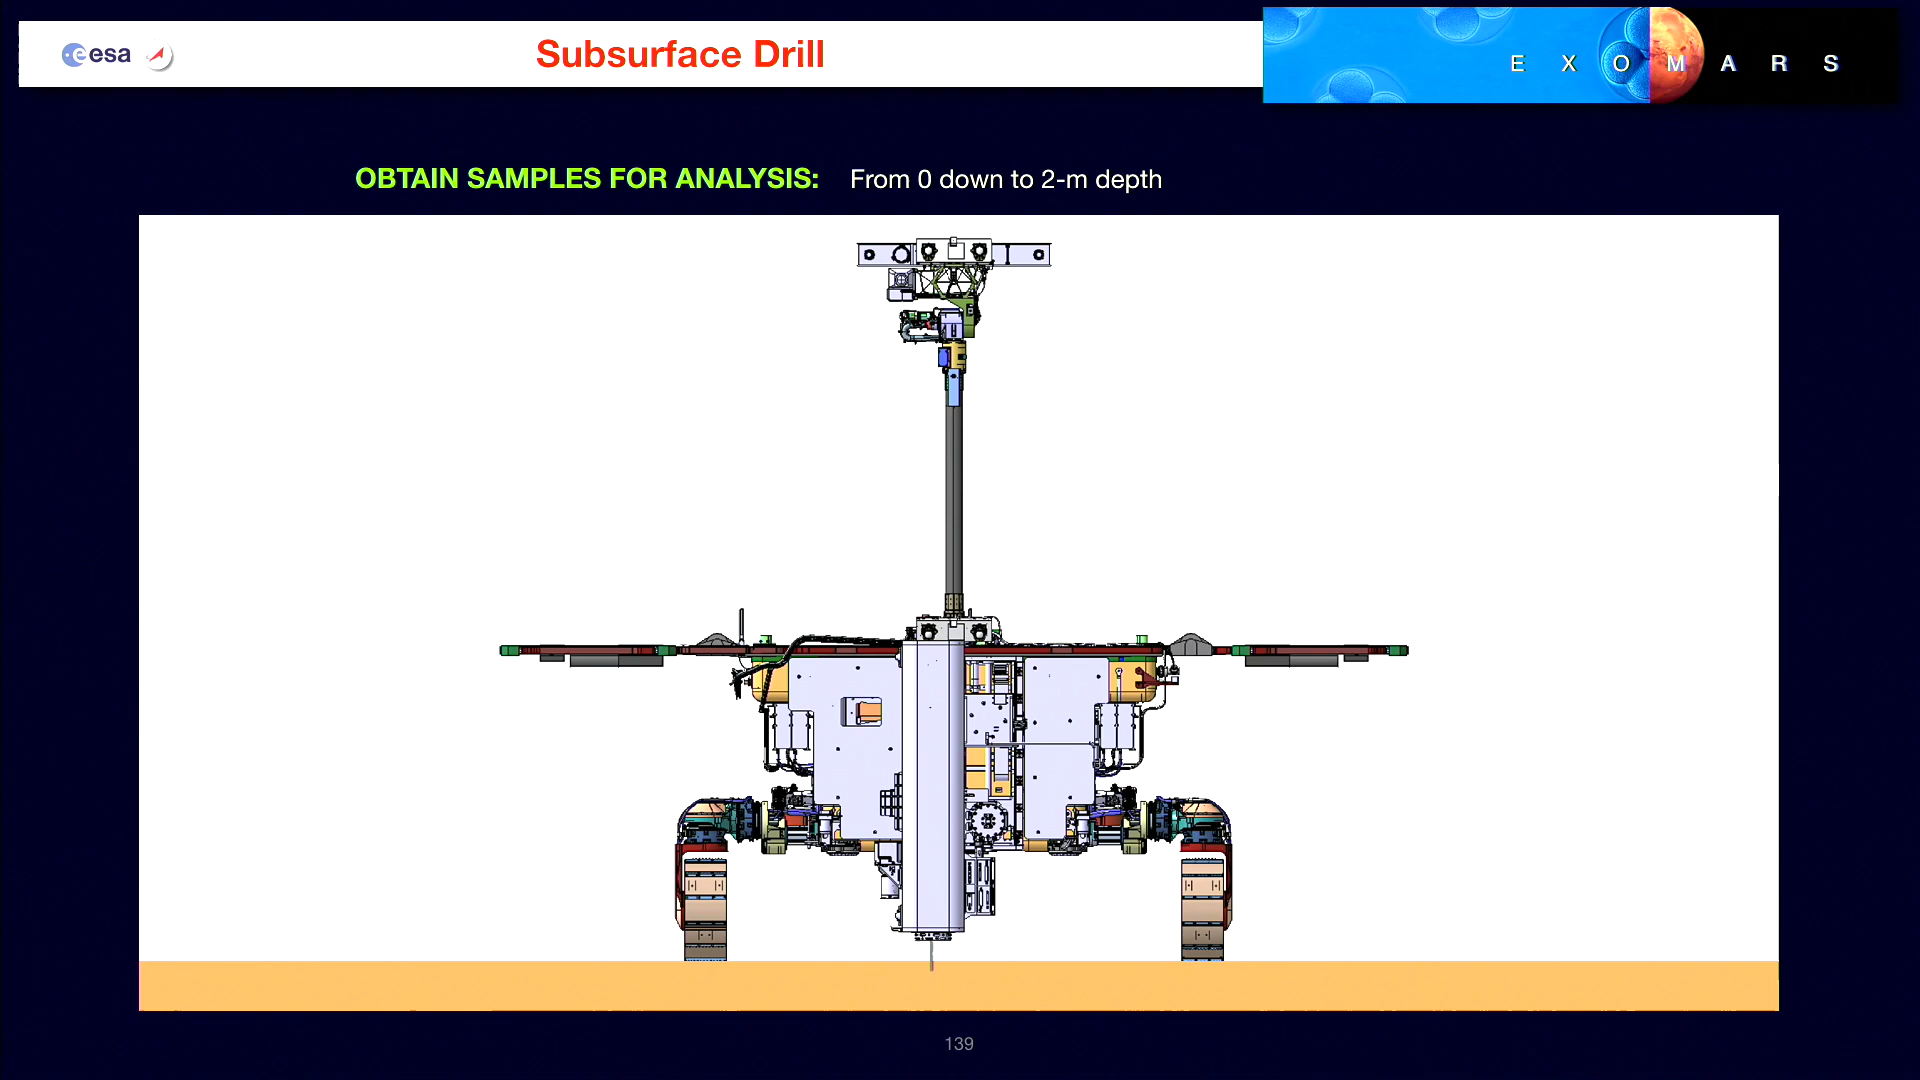 esa
Subsurface Drill
E X O M A R S
OBTAIN SAMPLES FOR ANALYSIS: From 0 down to 2-m depth
139